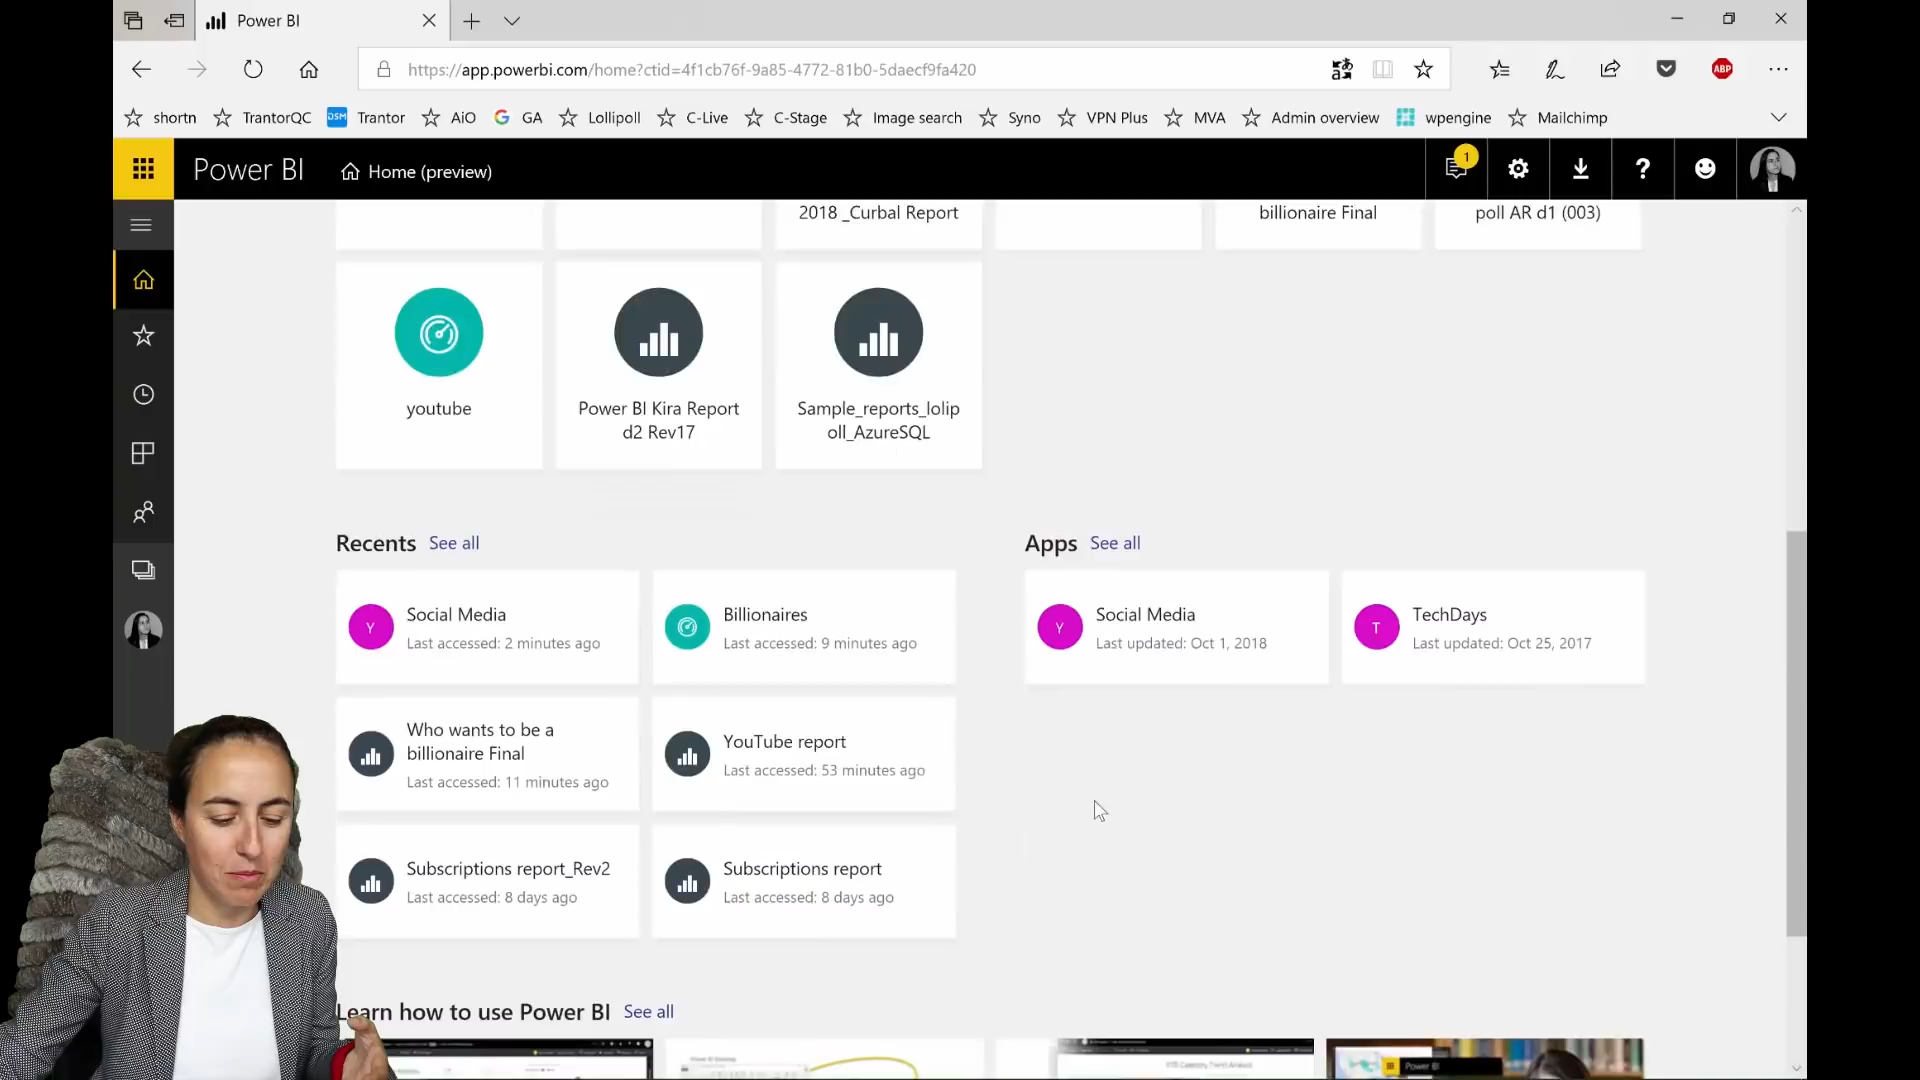 Power BI
https://app.powerbi.com/home?ctid=4f1cb76f-9a85-4772-81b0-5daecf9fa420
ABP
shortn TrantorQC DSM Trantor AiO GA Lollipoll C-Live C-Stage Image search Syno VPN Plus MVA Admin overview wpengine Mailchimp
Power BI Home (preview) 1 ?
2018 _Curbal Report billionaire Final poll AR d1 (003)
youtube
Power BI Kira Report
d2 Rev17
Sample_reports_lolip
oll_AzureSQL
Recents See all
Apps See all
Y Social Media
Last accessed: 2 minutes ago
Billionaires
Last accessed: 9 minutes ago
Y Social Media
Last updated: Oct 1, 2018
T TechDays
Last updated: Oct 25, 2017
Who wants to be a
billionaire Final
Last accessed: 11 minutes ago
YouTube report
Last accessed: 53 minutes ago
Subscriptions report_Rev2
Last accessed: 8 days ago
Subscriptions report
Last accessed: 8 days ago
Learn how to use Power BI See all
Power BI